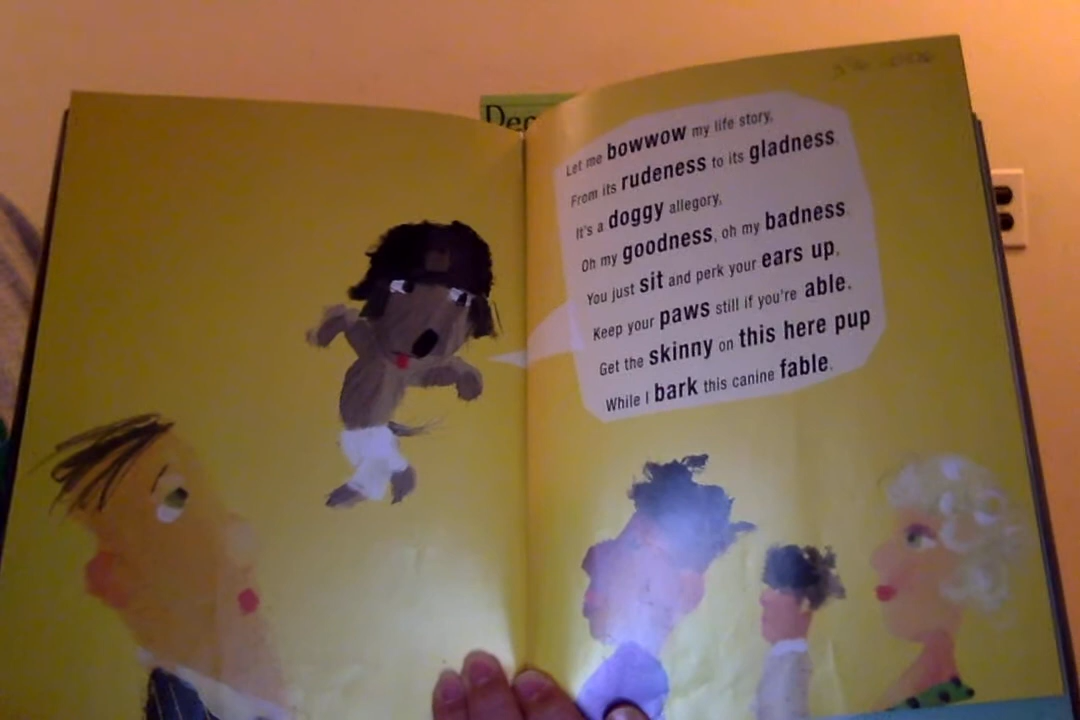 Dec
Let me bowwow my life story,
From its rudeness to its gladness.
It's a doggy allegory,
Oh my goodness, oh my badness.
You just sit and perk your ears up,
Keep your paws still if you're able.
Get the skinny on this here pup
While I bark this canine fable.